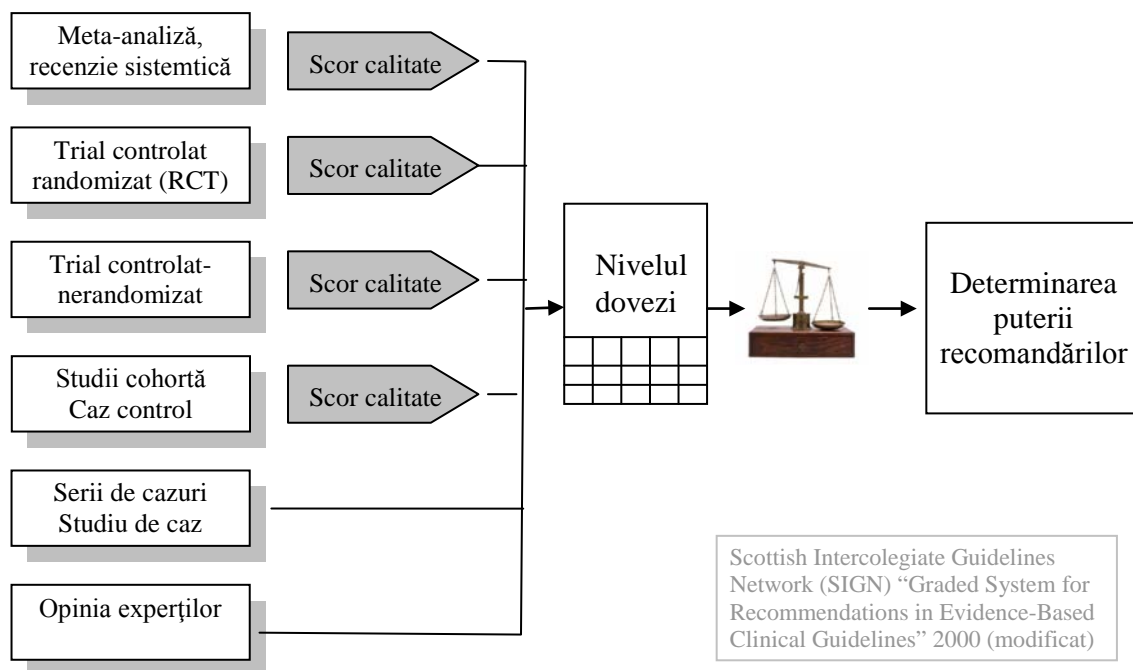 Meta-analiză,
recenzie sistemtică
Scor calitate
Trial controlat
randomizat (RCT)
Scor calitate
Trial controlat-
nerandomizat
Scor calitate
Studii cohortă
Caz control
Scor calitate
Serii de cazuri
Studiu de caz
Opinia experţilor
Nivelul
dovezi
Determinarea
puterii
recomandărilor
Scottish Intercolegiate Guidelines
Network (SIGN) “Graded System for
Recommendations in Evidence-Based
Clinical Guidelines” 2000 (modificat)